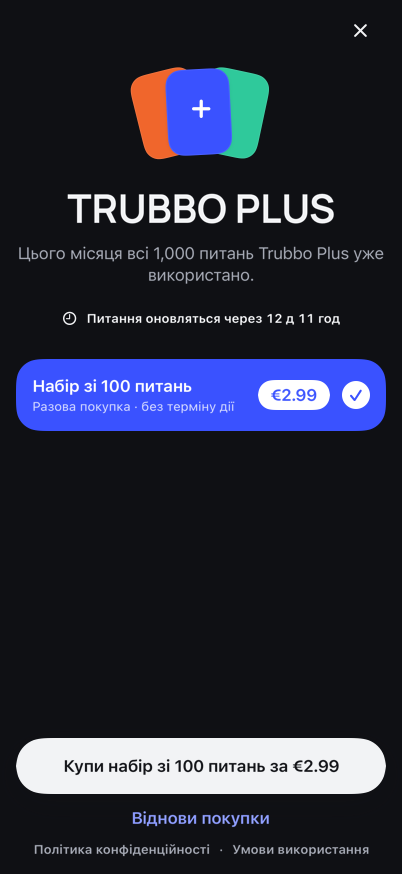 TRUBBO PLUS
Цього місяця всі 1,000 питань Trubbo Plus уже
використано.
Питання оновляться через 12 д 11 год
Набір зі 100 питань
Разова покупка · без терміну дії
€2.99
Купи набір зі 100 питань за €2.99
Віднови покупки
Політика конфіденційності · Умови використання